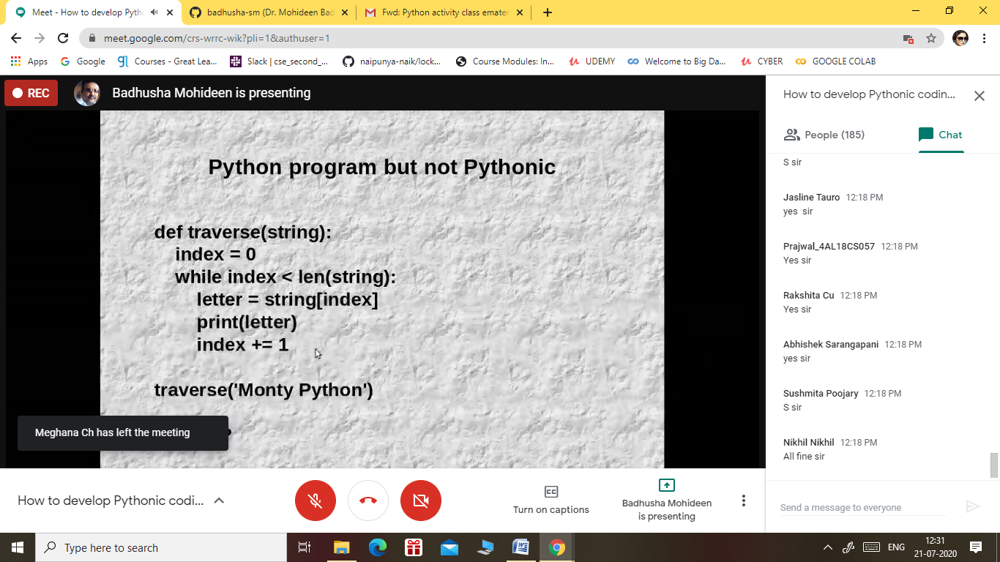 Meet - How to develop Pyth
badhusha-sm (Dr. Mohideen Bad
Fwd: Python activity class emater
meet.google.com/crs-wrrc-wik?pli=1&authuser=1
Apps
Google
Courses - Great Lea...
Slack | cse_second_...
naipunya-naik/lock...
Course Modules: In...
UDEMY
Welcome to Big Da...
CYBER
GOOGLE COLAB
REC
Badhusha Mohideen is presenting
Python program but not Pythonic
def traverse(string):
index = 0
while index < len(string):
letter = string[index]
print(letter)
index += 1
traverse('Monty Python')
Meghana Ch has left the meeting
How to develop Pythonic codi...
Turn on captions
Badhusha Mohideen
is presenting
How to develop Pythonic codin...
People (185)
Chat
S sir
Jasline Tauro 12:18 PM
yes sir
Prajwal_4AL18CS057 12:18 PM
Yes sir
Rakshita Cu 12:18 PM
Yes sir
Abhishek Sarangapani 12:18 PM
yes sir
Sushmita Poojary 12:18 PM
S sir
Nikhil Nikhil 12:18 PM
All fine sir
Send a message to everyone
Type here to search
ENG
12:31
21-07-2020